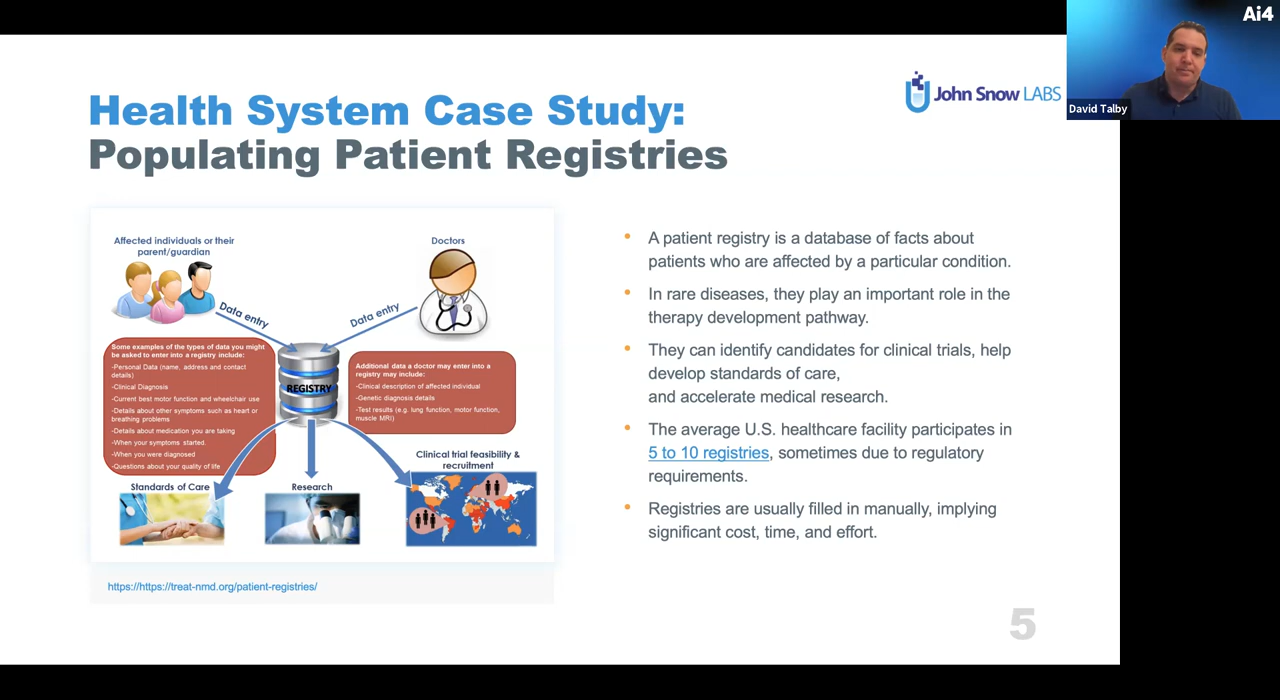 Ai4
David Talby
John Snow LABS
Health System Case Study:
Populating Patient Registries
Affected individuals or their
parent/guardian
Doctors
Data entry
Data entry
REGISTRY
Some examples of the types of data you might
be asked to enter into a registry include:
-Personal Data (name, address and contact
details)
-Clinical Diagnosis
-Current best motor function and wheelchair use
-Details about other symptoms such as heart or
breathing problems
-Details about medication you are taking
-When your symptoms started.
-When you were diagnosed
-Questions about your quality of life
Additional data a doctor may enter into a
registry may include:
-Clinical description of affected individual
-Genetic diagnosis details
-Test results (e.g. lung function, motor function,
muscle MRI)
Standards of Care
Research
Clinical trial feasibility &
recruitment
https://https://treat-nmd.org/patient-registries/
• A patient registry is a database of facts about
patients who are affected by a particular condition.
• In rare diseases, they play an important role in the
therapy development pathway.
• They can identify candidates for clinical trials, help
develop standards of care,
and accelerate medical research.
• The average U.S. healthcare facility participates in
5 to 10 registries, sometimes due to regulatory
requirements.
• Registries are usually filled in manually, implying
significant cost, time, and effort.
5